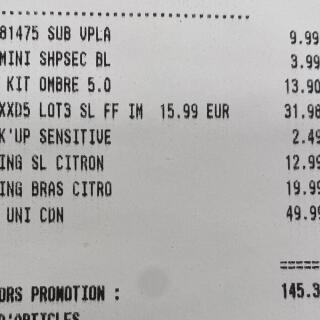 81475 SUB VPLA 9.99
MINI SHPSEC BL 3.99
KIT OMBRE 5.0 13.90
XXD5 LOT3 SL FF IM 15.99 EUR 31.98
K'UP SENSITIVE 2.49
ING SL CITRON 12.99
ING BRAS CITRO 19.99
UNI CDN 49.99
=====
ORS PROMOTION : 145.3
D'ARTICLES